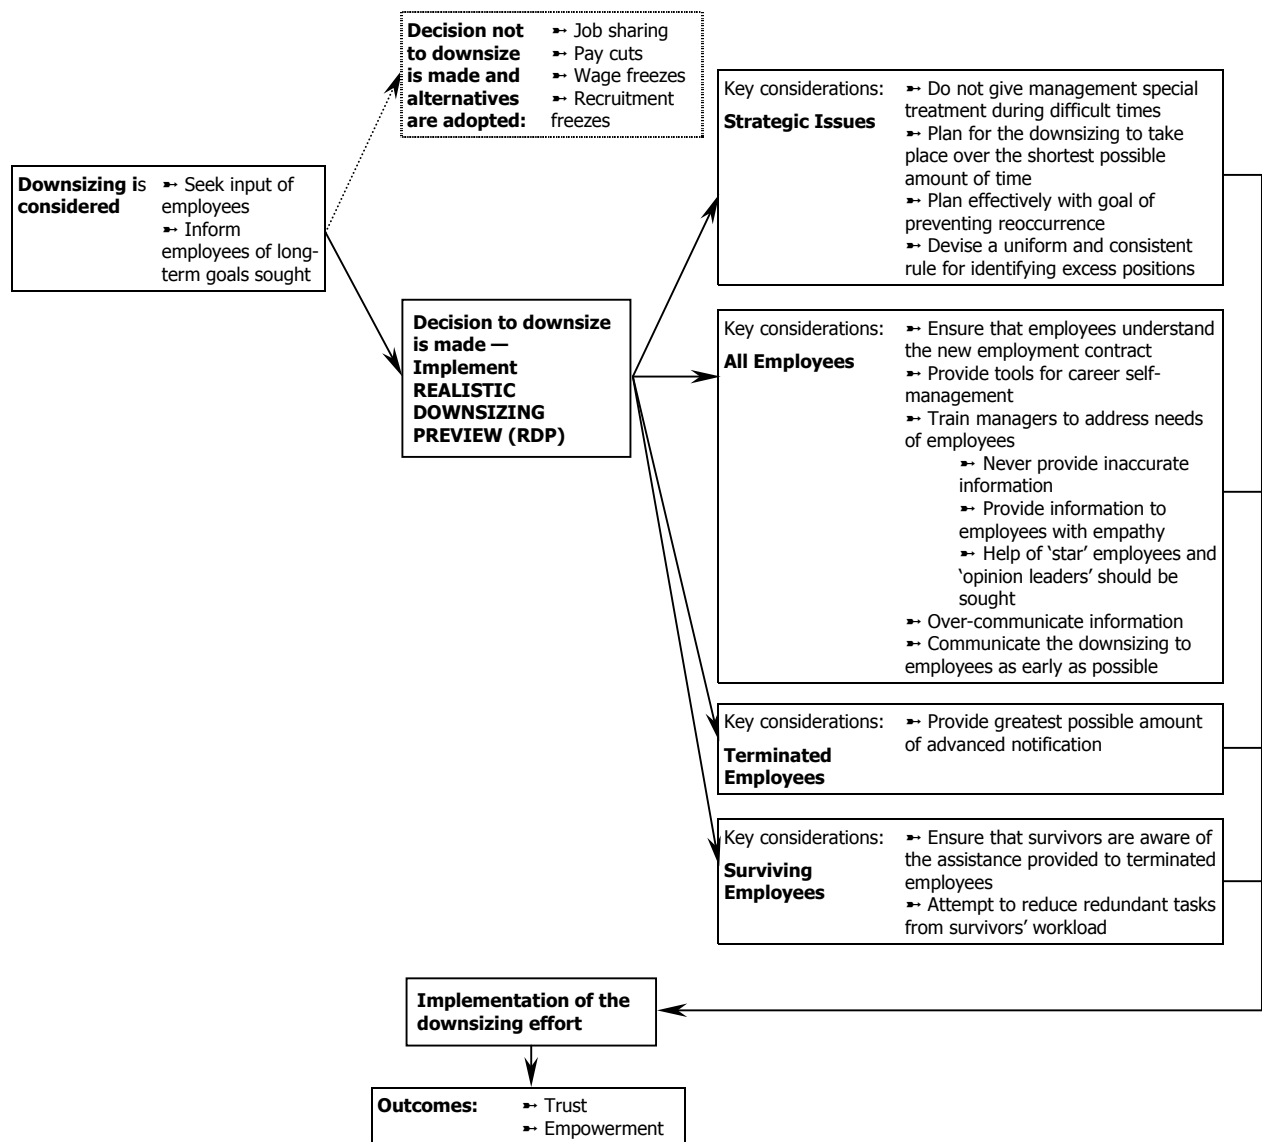 Decision not
to downsize
is made and
alternatives
are adopted:
➵ Job sharing
➵ Pay cuts
➵ Wage freezes
➵ Recruitment
freezes
Downsizing is
considered
➵ Seek input of
employees
➵ Inform
employees of long-
term goals sought
Decision to downsize
is made —
Implement
REALISTIC
DOWNSIZING
PREVIEW (RDP)
Key considerations:
Strategic Issues
➵ Do not give management special
treatment during difficult times
➵ Plan for the downsizing to take
place over the shortest possible
amount of time
➵ Plan effectively with goal of
preventing reoccurrence
➵ Devise a uniform and consistent
rule for identifying excess positions
Key considerations:
All Employees
➵ Ensure that employees understand
the new employment contract
➵ Provide tools for career self-
management
➵ Train managers to address needs
of employees
➵ Never provide inaccurate
information
➵ Provide information to
employees with empathy
➵ Help of ‘star’ employees and
‘opinion leaders’ should be
sought
➵ Over-communicate information
➵ Communicate the downsizing to
employees as early as possible
Key considerations:
Terminated
Employees
➵ Provide greatest possible amount
of advanced notification
Key considerations:
Surviving
Employees
➵ Ensure that survivors are aware of
the assistance provided to terminated
employees
➵ Attempt to reduce redundant tasks
from survivors’ workload
Implementation of the
downsizing effort
Outcomes:
➵ Trust
➵ Empowerment